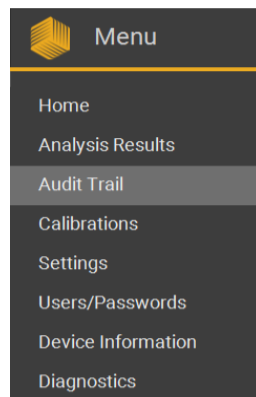 Menu
Home
Analysis Results
Audit Trail
Calibrations
Settings
Users/Passwords
Device Information
Diagnostics